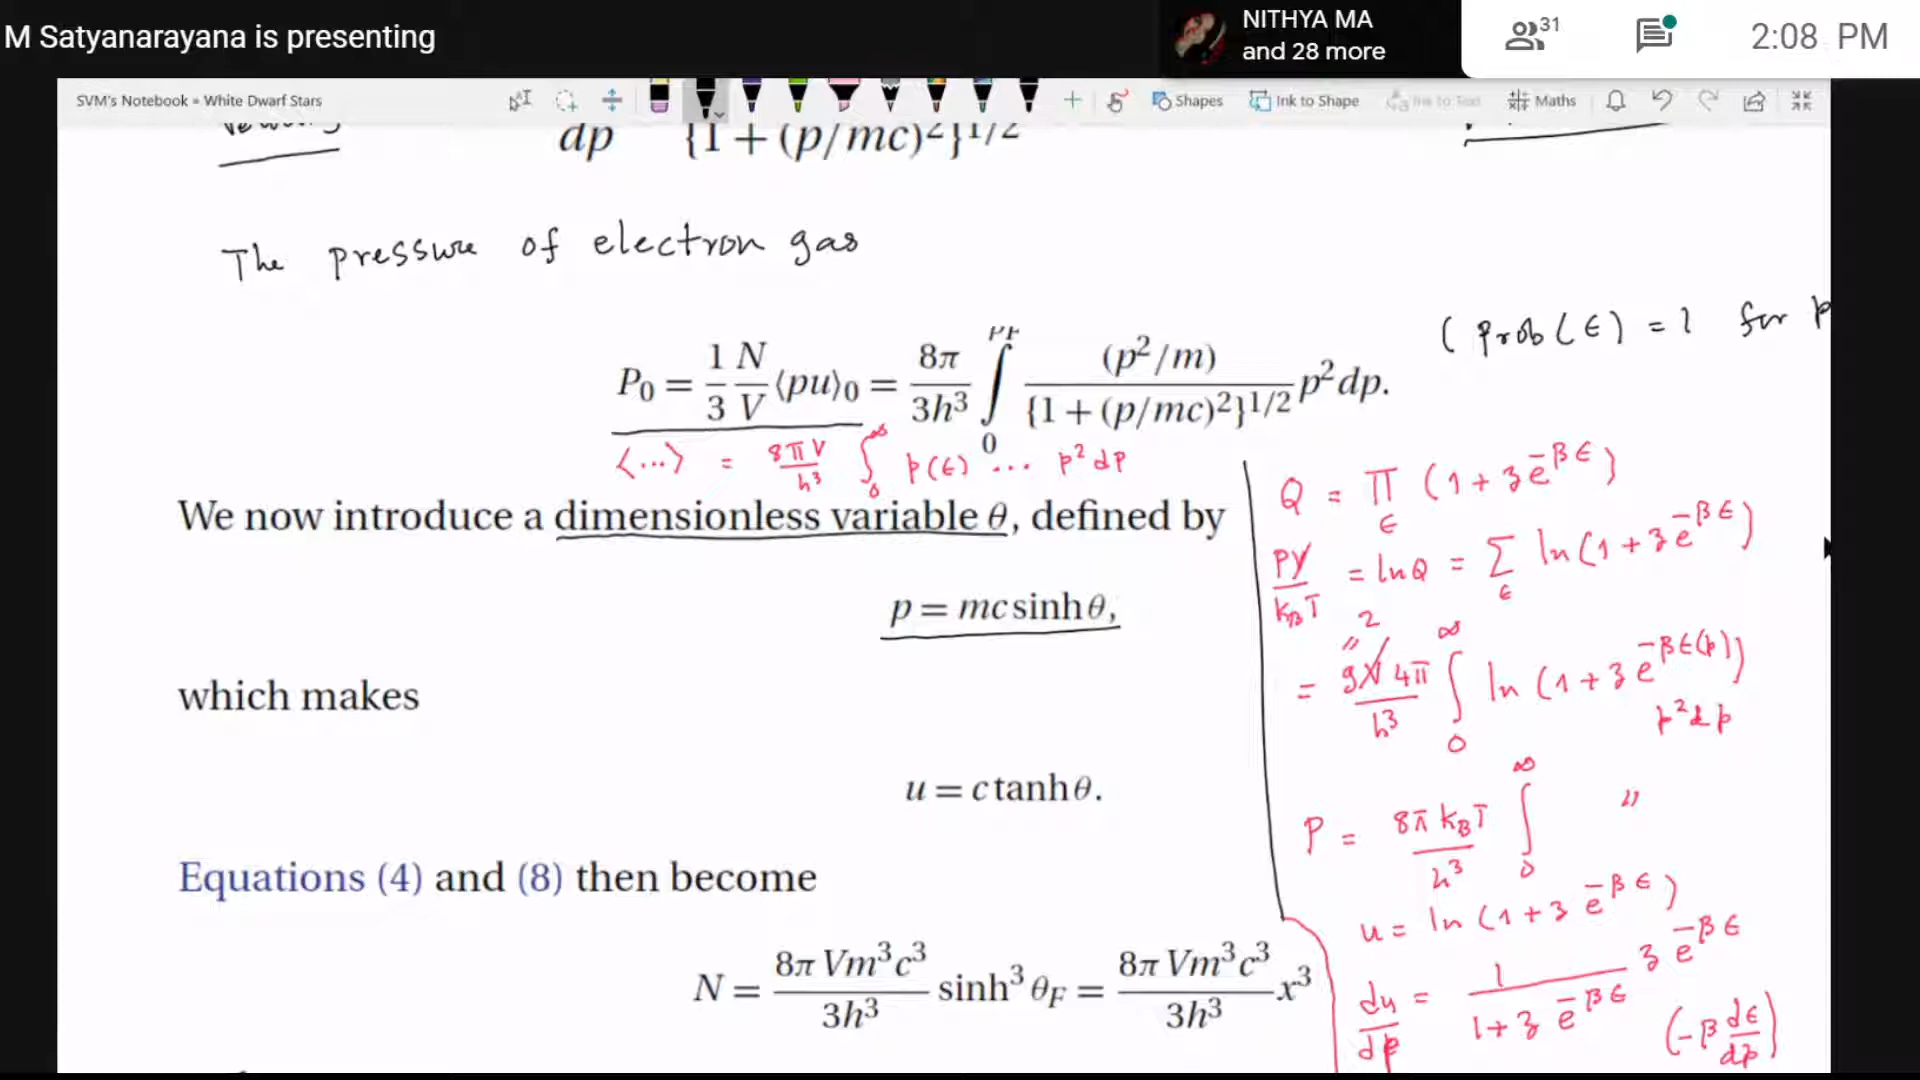 M Satyanarayana is presenting
NITHYA MA
and 28 more
31
2:08 PM
SVM's Notebook » White Dwarf Stars
Shapes
Ink to Shape
Ink to Text
Maths
dp {1 + (p/mc)²}^{1/2}
The pressure of electron gas
P₀ = 1/3 N/V ⟨pu⟩₀ = 8π/3h³ ∫₀^{pF} (p²/m)/{1 + (p/mc)²}^{1/2} p² dp.
(Prob(ε) = 1 for p
⟨...⟩ = 8πV/h³ ∫₀^∞ p(ε) ... p² dp
We now introduce a dimensionless variable θ, defined by
p = mc sinh θ,
which makes
u = c tanh θ.
Equations (4) and (8) then become
N = 8πVm³c³/3h³ sinh³ θ_F = 8πVm³c³/3h³ x³
Q = Π_ε (1 + z e^{-βε})
PV/k_BT = ln Q = Σ_ε ln(1 + z e^{-βε})
2
"
= gV 4π/h³ ∫₀^∞ ln(1 + z e^{-βε(p)})
p² dp
P = 8π k_BT/h³ ∫₀^∞ "
u = ln(1 + z e^{-βε})
du/dp = 1/(1 + z e^{-βε}) z e^{-βε}
(-β dε/dp)